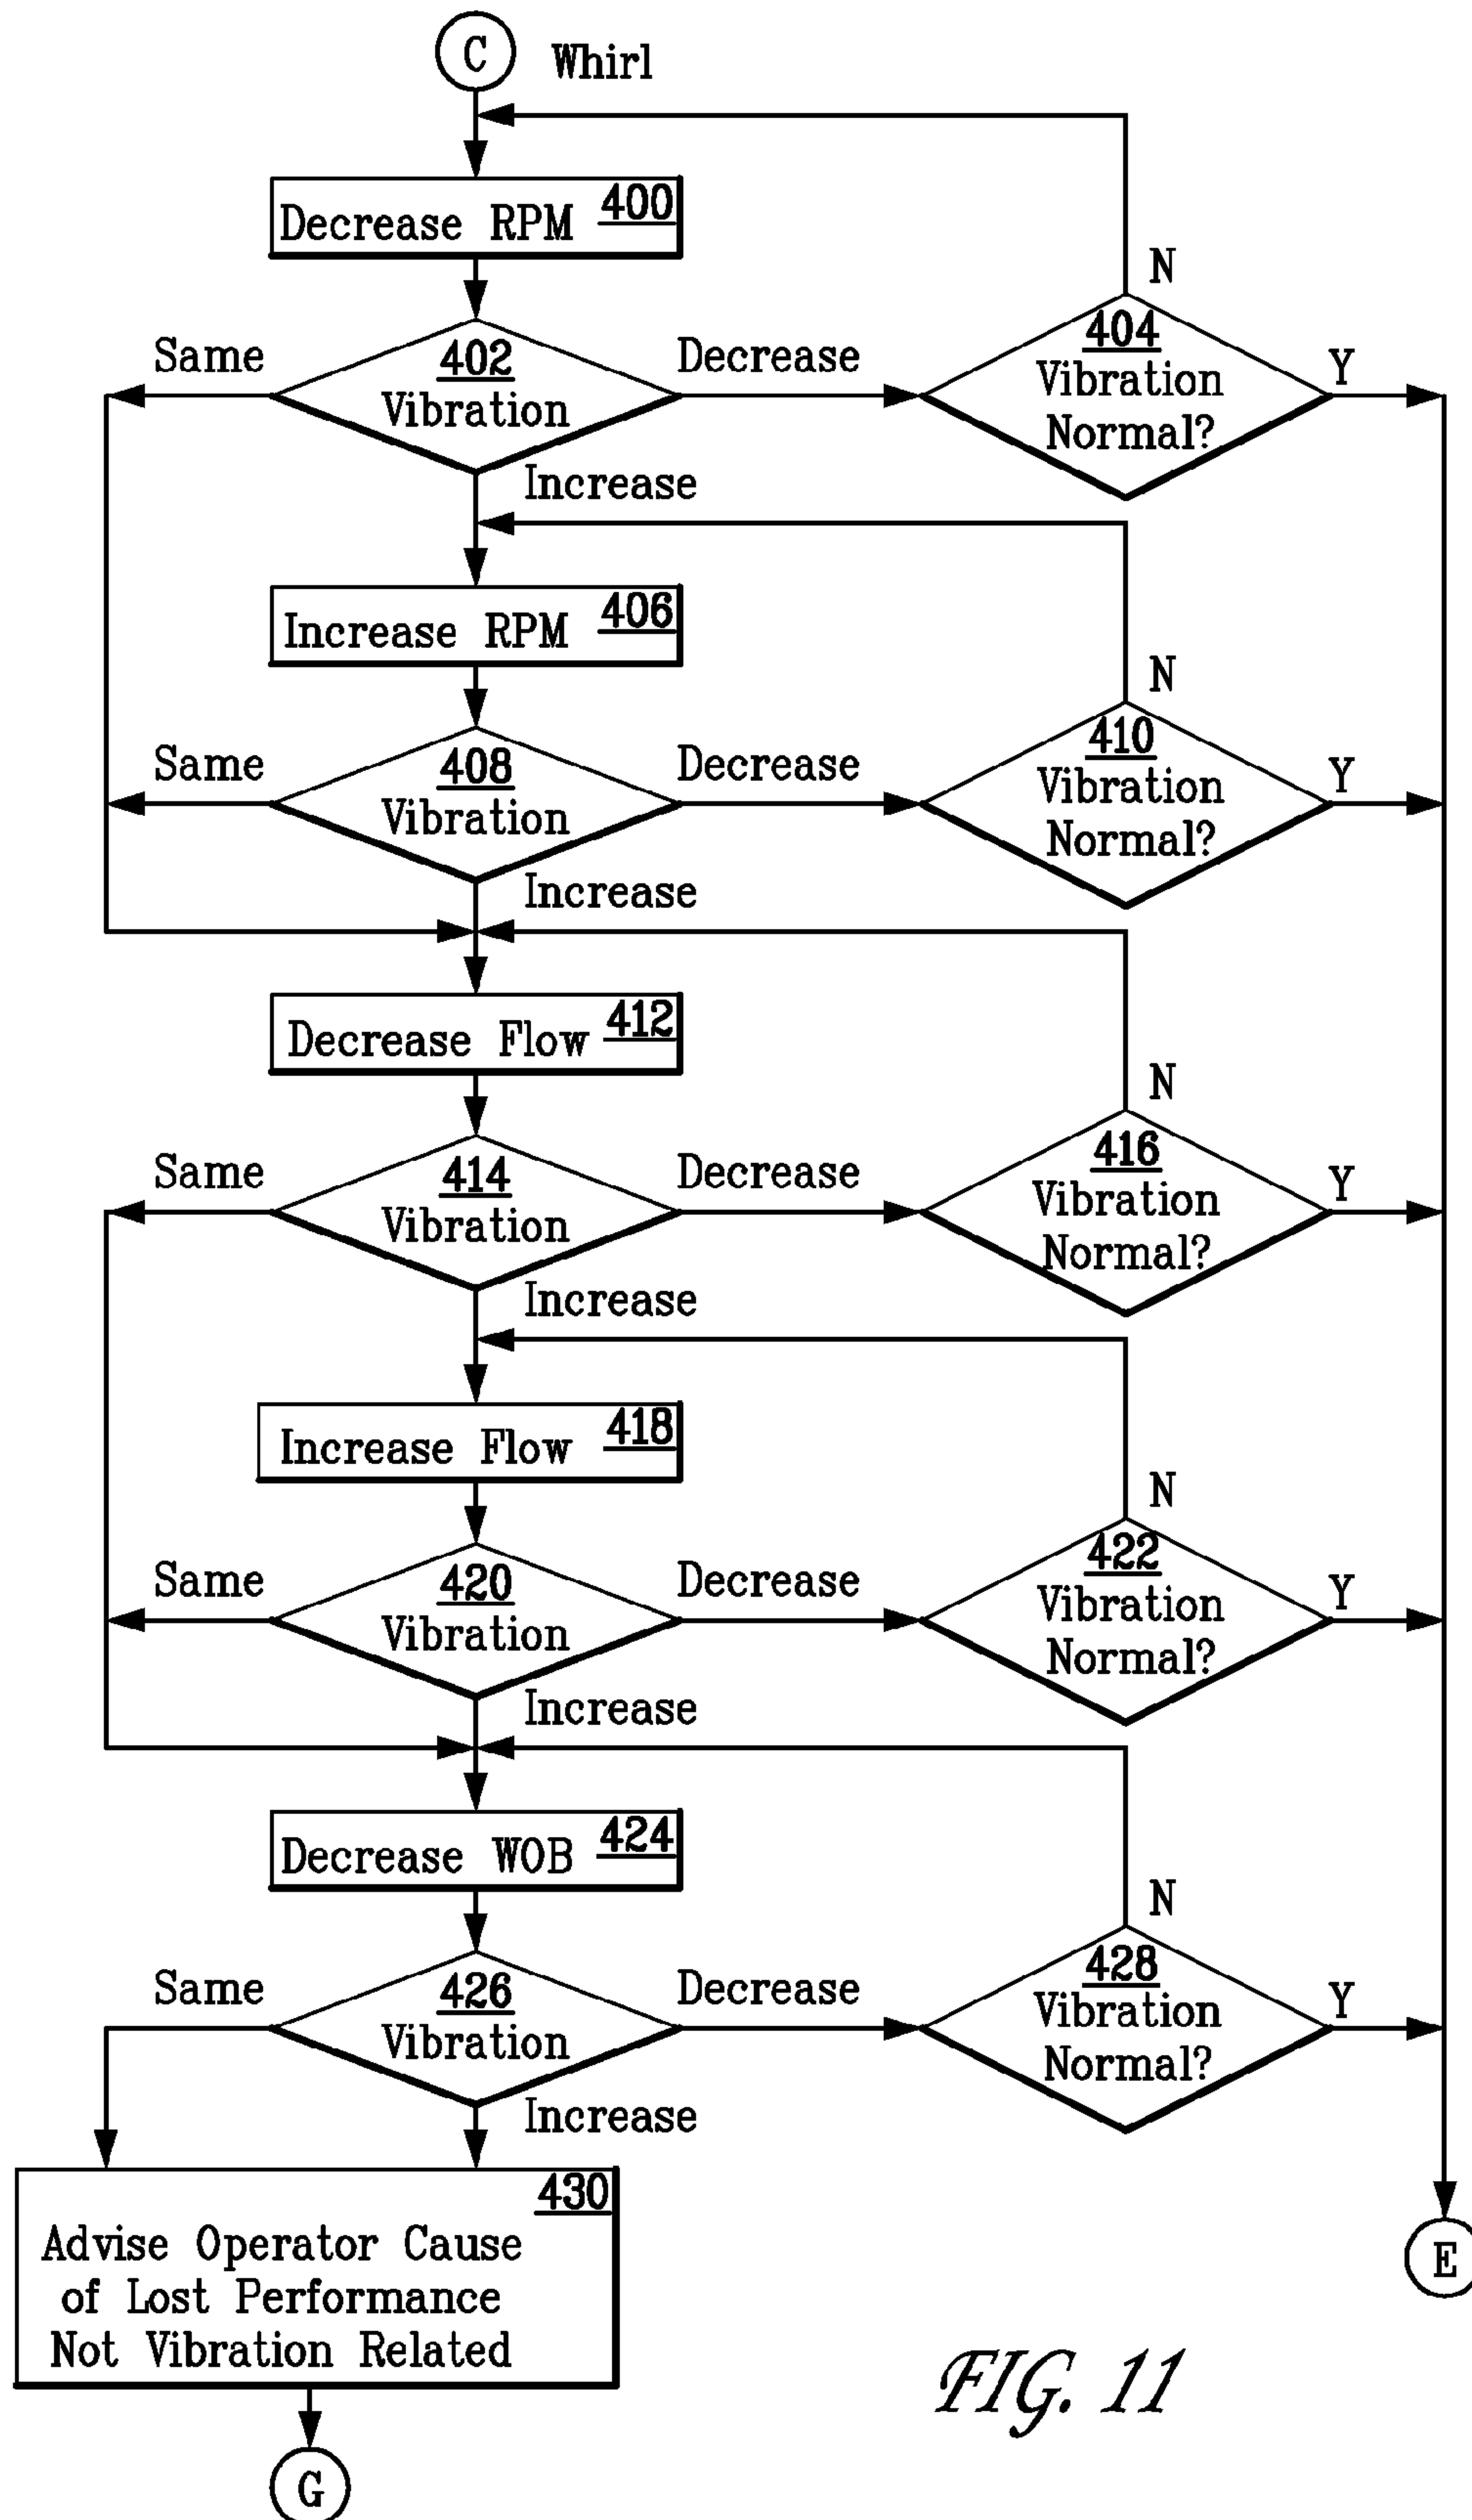 C Whirl
Decrease RPM 400
N
Same
402
Vibration
Decrease
404
Vibration
Normal?
Y
Increase
Increase RPM 406
N
Same
408
Vibration
Decrease
410
Vibration
Normal?
Y
Increase
Decrease Flow 412
N
Same
414
Vibration
Decrease
416
Vibration
Normal?
Y
Increase
Increase Flow 418
N
Same
420
Vibration
Decrease
422
Vibration
Normal?
Y
Increase
Decrease WOB 424
N
Same
426
Vibration
Decrease
428
Vibration
Normal?
Y
Increase
430
Advise Operator Cause
of Lost Performance
Not Vibration Related
E
G
FIG. 11